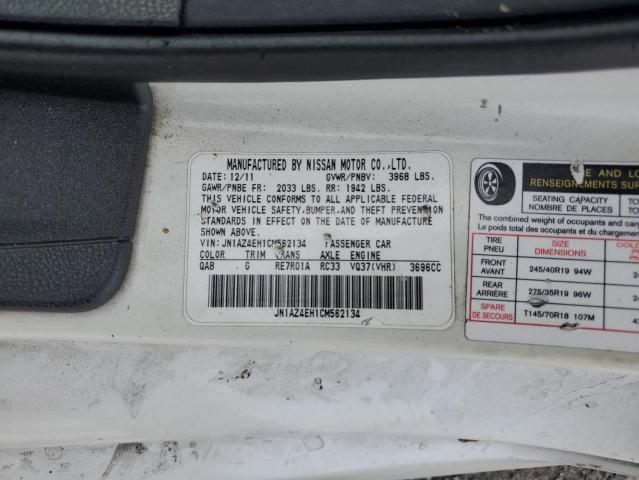 MANUFACTURED BY NISSAN MOTOR CO.,LTD.
DATE: 12/11 GVWR/PNBV: 3968 LBS.
GAWR/PNBE FR: 2033 LBS. RR: 1942 LBS.
THIS VEHICLE CONFORMS TO ALL APPLICABLE FEDERAL
MOTOR VEHICLE SAFETY, BUMPER, AND THEFT PREVENTION
STANDARDS IN EFFECT ON THE DATE OF MANUFACTURE
SHOWN ABOVE.
VIN: JN1AZ4EH1CM562134 PASSENGER CAR
COLOR TRIM TRANS AXLE ENGINE
QAB G RE7R01A RC33 VQ37(VHR) 3696CC
JN1AZ4EH1CM562134
E AND LO
RENSEIGNEMENTS SU
SEATING CAPACITY
NOMBRE DE PLACES
The combined weight of occupants and
Le poids total des occupants et du chargement
TIRE
PNEU
SIZE
DIMENSIONS
FRONT
AVANT
245/40R19 94W
REAR
ARRIÈRE
275/35R19 96W
SPARE
DE SECOURS
T145/70R18 107M